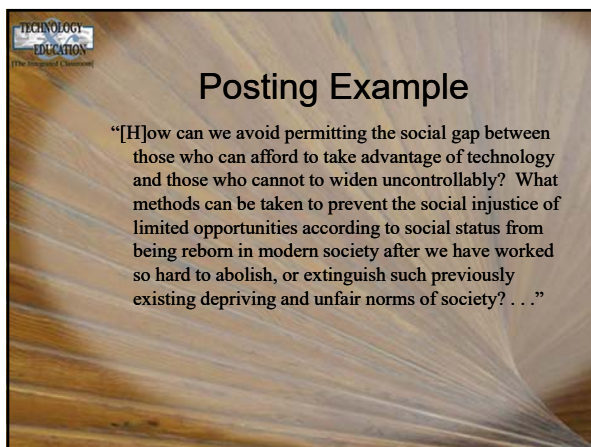 TECHNOLOGY
EDUCATION
[The Integrated Classroom]
Posting Example
“[H]ow can we avoid permitting the social gap between
those who can afford to take advantage of technology
and those who cannot to widen uncontrollably?  What
methods can be taken to prevent the social injustice of
limited opportunities according to social status from
being reborn in modern society after we have worked
so hard to abolish, or extinguish such previously
existing depriving and unfair norms of society? . . .”